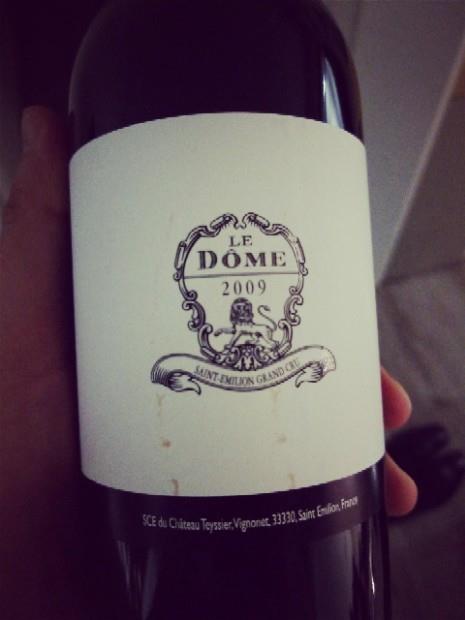 LE
DÔME
2009
SAINT-EMILION GRAND CRU
SCE du Château Teyssier, Vignonet, 33330, Saint Emilion, France